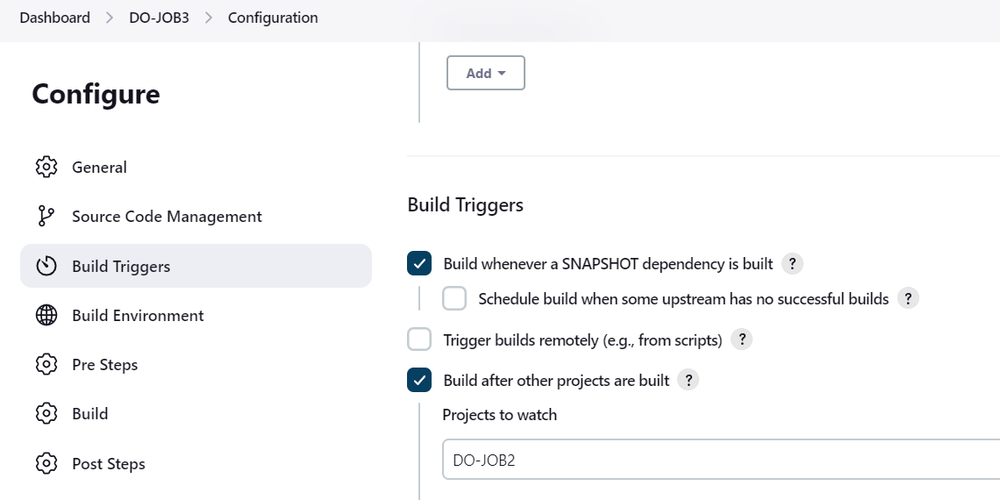 Dashboard > DO-JOB3 > Configuration
Configure
General
Source Code Management
Build Triggers
Build Environment
Pre Steps
Build
Post Steps
Add
Build Triggers
Build whenever a SNAPSHOT dependency is built ?
Schedule build when some upstream has no successful builds ?
Trigger builds remotely (e.g., from scripts) ?
Build after other projects are built ?
Projects to watch
DO-JOB2